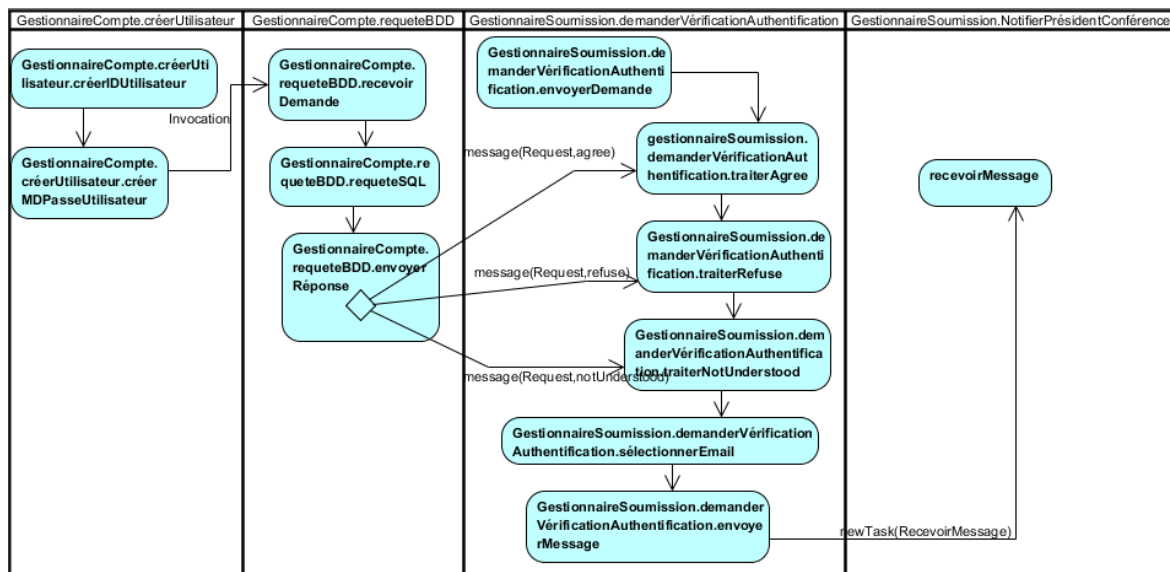 GestionnaireCompte.créerUtilisateur
GestionnaireCompte.requeteBDD
GestionnaireSoumission.demanderVérificationAuthentification
GestionnaireSoumission.NotifierPrésidentConférence
GestionnaireCompte.créerUti
lisateur.créerIDUtilisateur
GestionnaireCompte.
créerUtilisateur.créer
MDPasseUtilisateur
Invocation
GestionnaireCompte.
requeteBDD.recevoir
Demande
GestionnaireCompte.re
queteBDD.requeteSQL
GestionnaireCompte.
requeteBDD.envoyer
Réponse
message(Request,agree)
message(Request,refuse)
message(Request,notUnderstood)
GestionnaireSoumission.de
manderVérificationAuthenti
fification.envoyerDemande
gestionnaireSoumission.
demanderVérificationAut
hentification.traiterAgree
GestionnaireSoumission.de
manderVérificationAuthenti
fication.traiterRefuse
GestionnaireSoumission.dem
anderVérificationAuthentifica
tion.traiterNotUnderstood
GestionnaireSoumission.demanderVérification
Authentification.sélectionnerEmail
GestionnaireSoumission.demander
VérificationAuthentification.envoye
rMessage
newTask(RecevoirMessage)
recevoirMessage